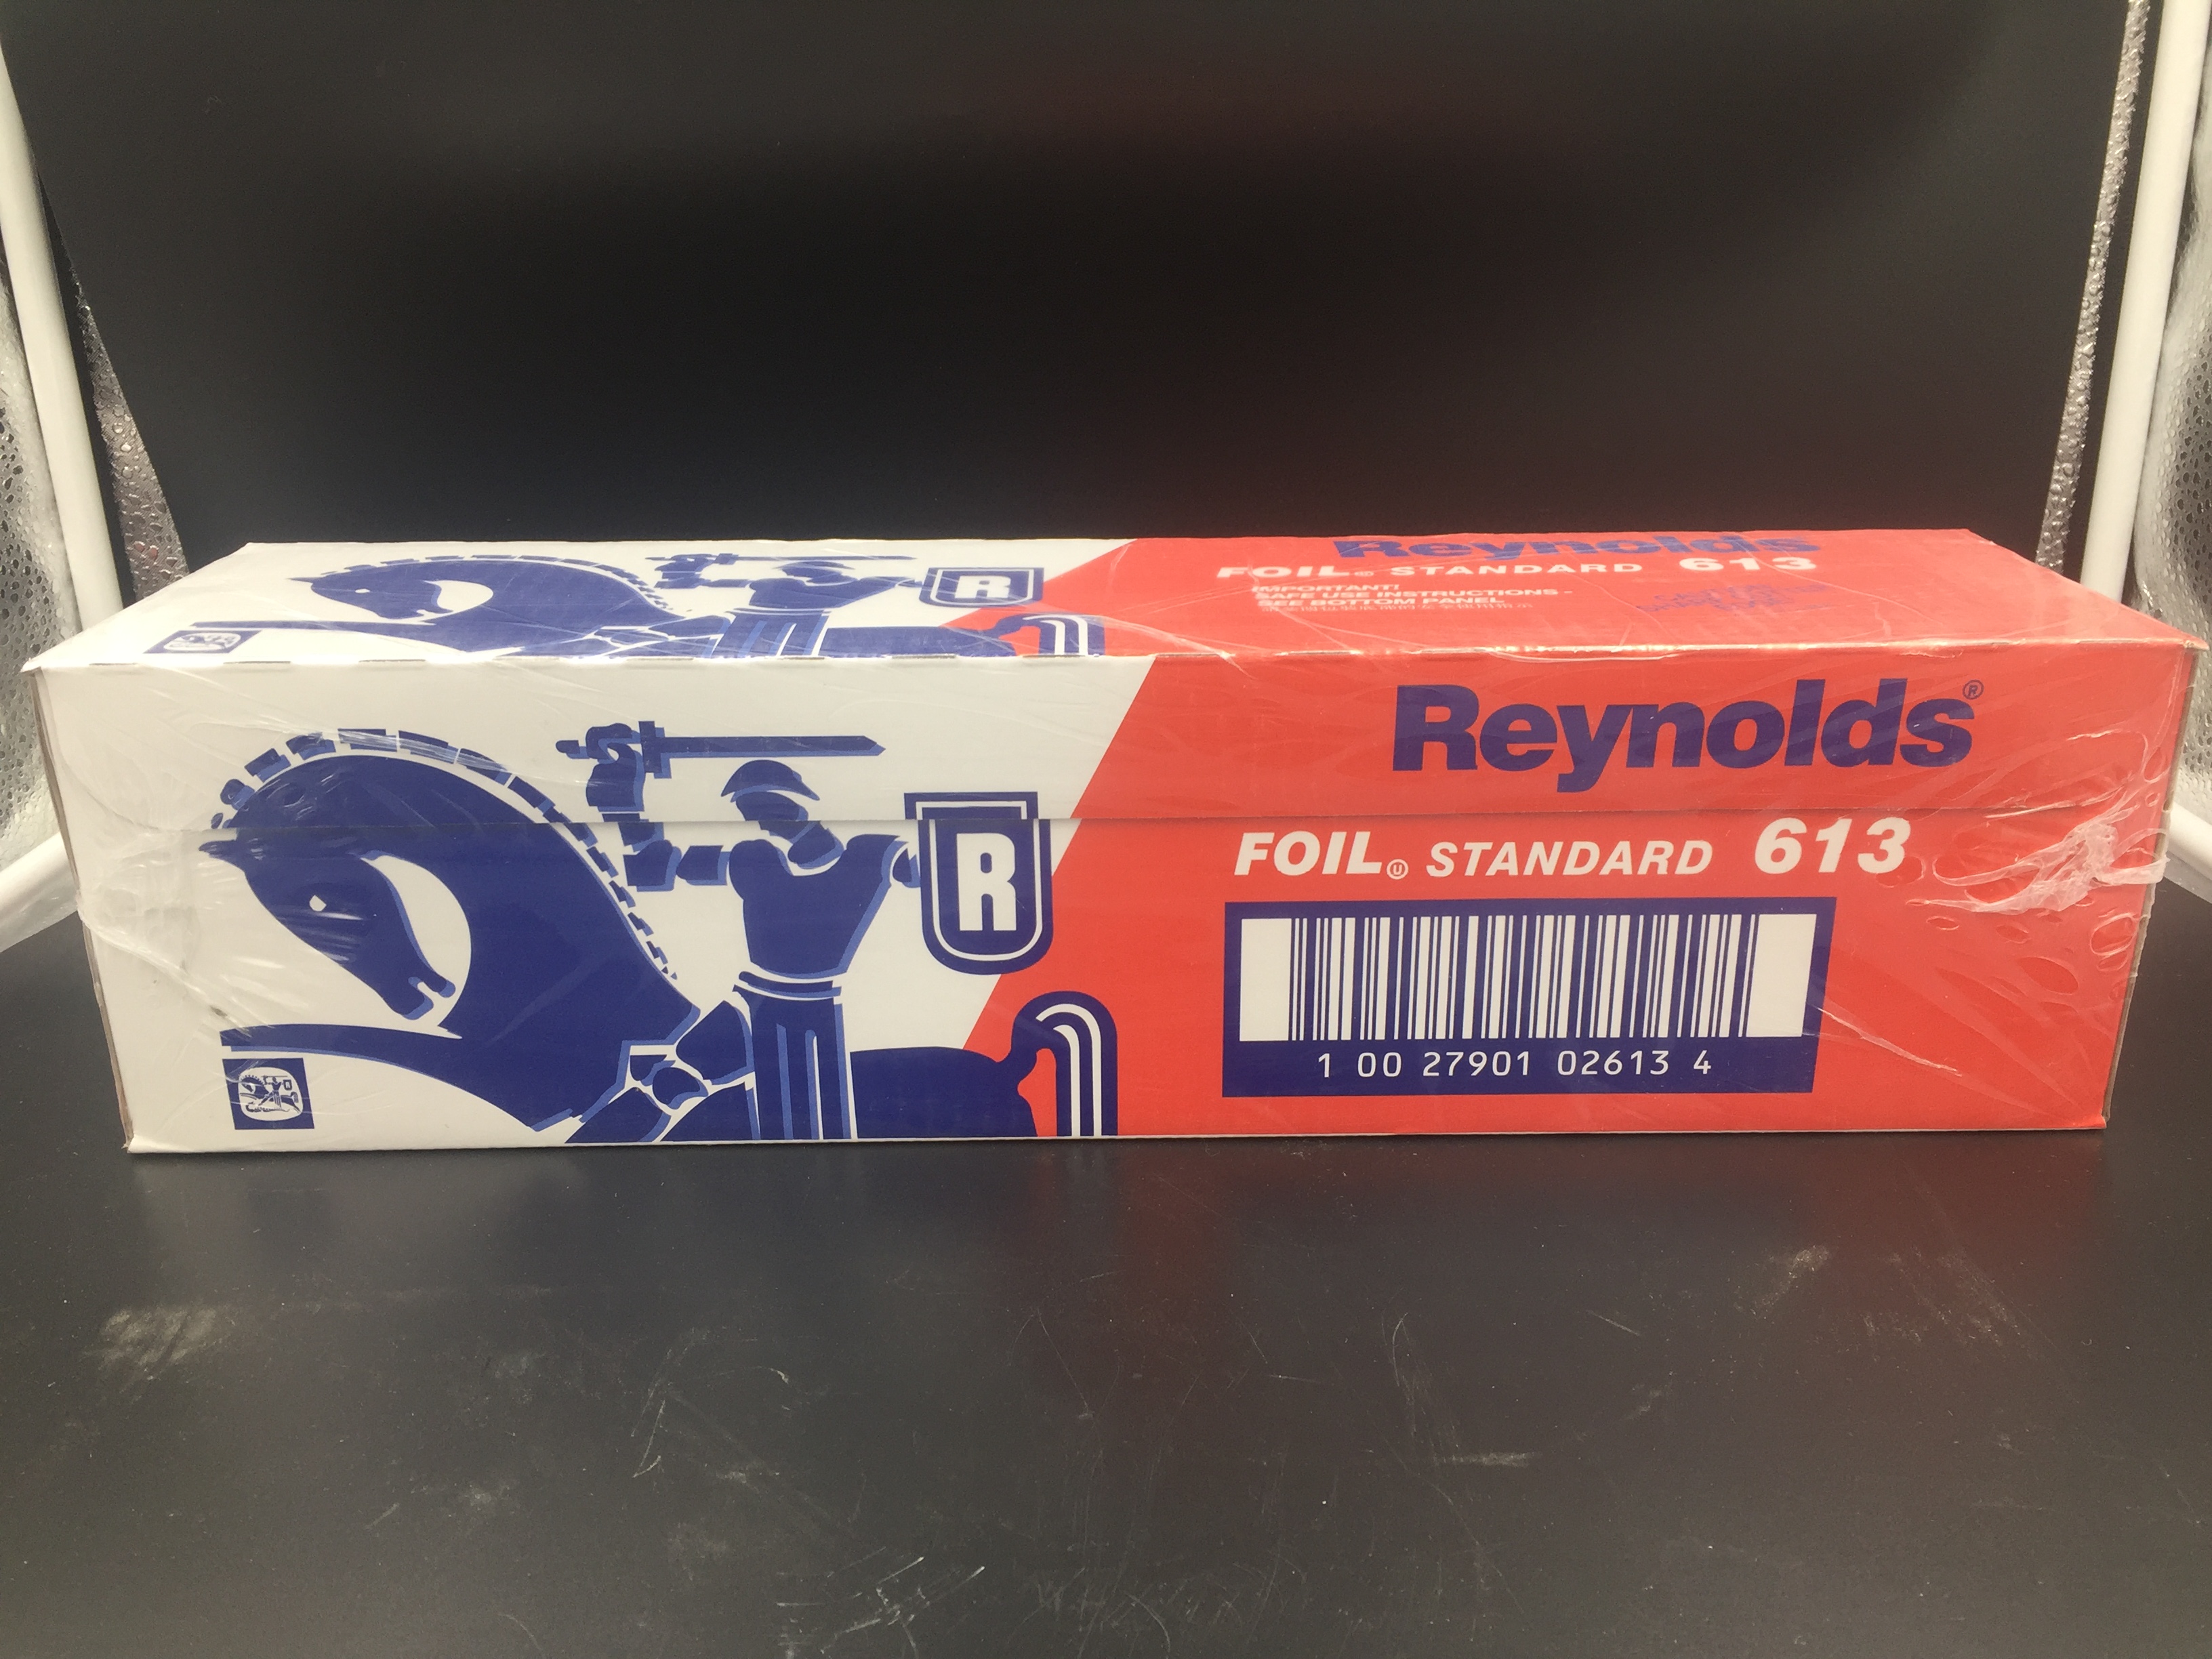 R
Reynolds
FOIL Ⓤ STANDARD 613
IMPORTANT!
SAFE USE INSTRUCTIONS -
SEE BOTTOM PANEL
Reynolds®
R
FOIL Ⓤ STANDARD 613
1 00 27901 02613 4